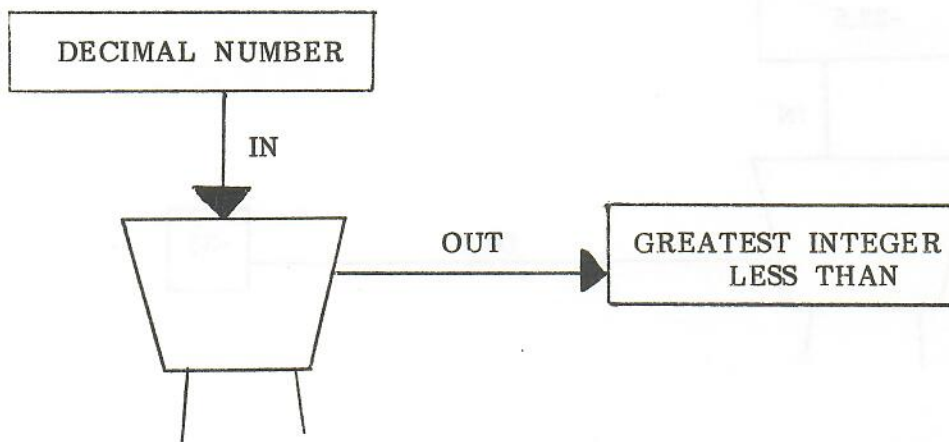 DECIMAL NUMBER
IN
OUT
GREATEST INTEGER
LESS THAN